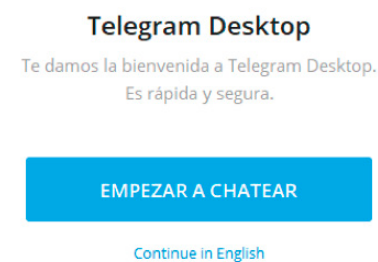 Telegram Desktop
Te damos la bienvenida a Telegram Desktop.
Es rápida y segura.
EMPEZAR A CHATEAR
Continue in English